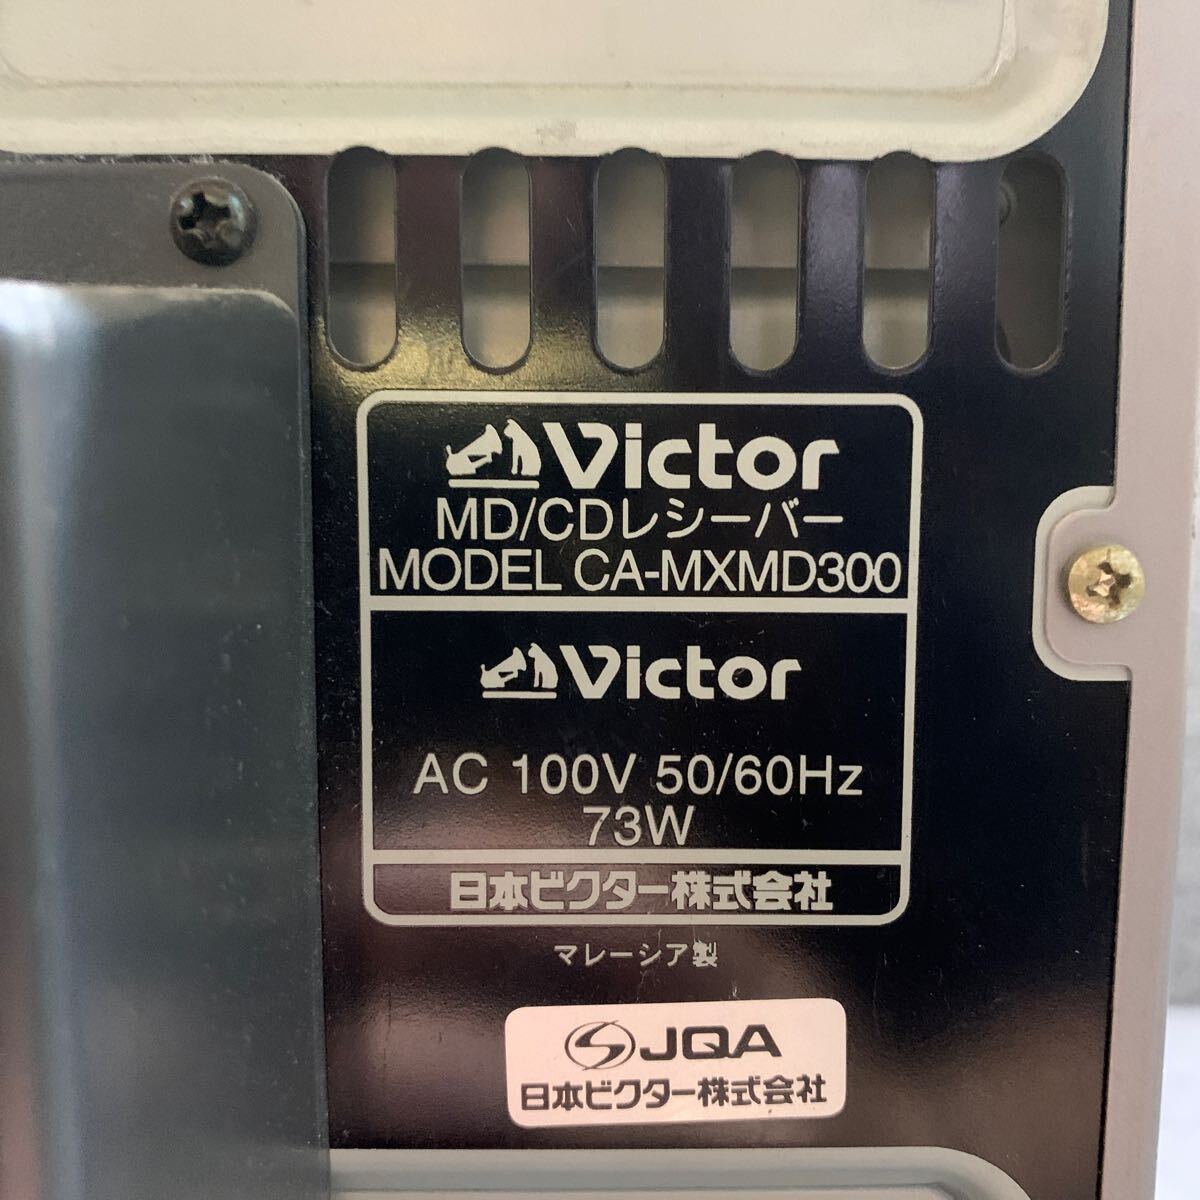 Victor
MD/CDレシーバー
MODEL CA-MXMD300
Victor
AC 100V 50/60Hz
73W
日本ビクター株式会社
マレーシア製
JQA
日本ビクター株式会社